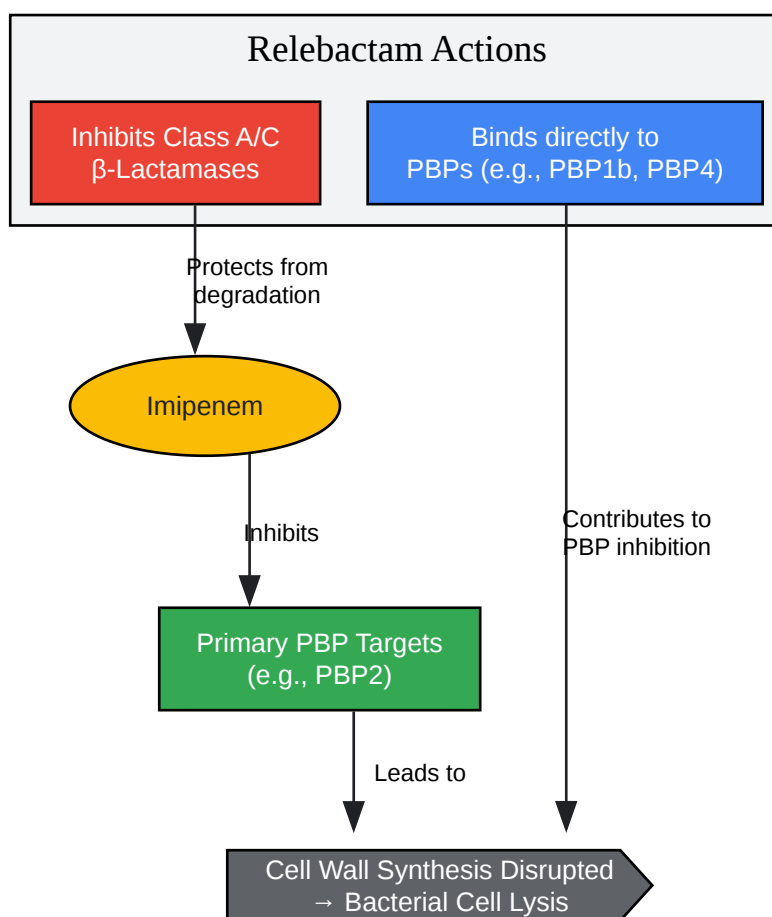 Relebactam Actions
Inhibits Class A/C
β-Lactamases
Binds directly to
PBPs (e.g., PBP1b, PBP4)
Protects from
degradation
Imipenem
Inhibits
Contributes to
PBP inhibition
Primary PBP Targets
(e.g., PBP2)
Leads to
Cell Wall Synthesis Disrupted
→ Bacterial Cell Lysis